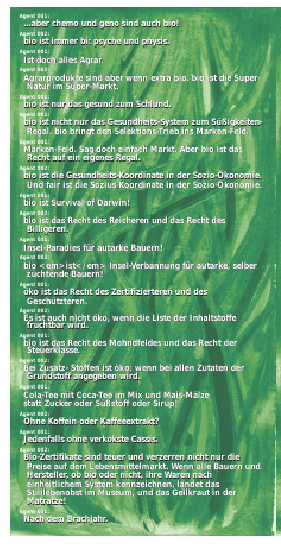 Agent 001:
...aber chemo und geno sind auch bio!
Agent 002:
bio ist immer bi: psyche und physis.
Agent 001:
Ist doch alles Agrar.
Agent 002:
Agrarprodukte sind aber wenn extra bio. bio ist die Super-
Natur im Super-Markt.
Agent 001:
bio ist nur das gesund zum Schlund.
Agent 002:
bio ist nicht nur das Gesundheits-System zum Süßigkeiten-
Regal. bio bringt den Selektions-Trieb ins Marken-Feld.
Agent 001:
Marken-Feld. Sag doch einfach Markt. Aber bio ist das
Recht auf ein eigenes Regal.
Agent 002:
bio ist die Gesundheits-Koordinate in der Sozio-Ökonomie.
Und fair ist die Sozius-Koordinate in der Sozio-Ökonomie.
Agent 001:
bio ist Survival of Darwin!
Agent 002:
bio ist das Recht des Reicheren und das Recht des
Billigeren.
Agent 001:
Insel-Paradies für autarke Bauern!
Agent 002:
bio <em>ist</em> Insel-Verbannung für autarke, selber
züchtende Bauern!
Agent 001:
öko ist das Recht des Zertifizierteren und des
Geschützteren.
Agent 002:
Es ist auch nicht öko, wenn die Liste der Inhaltstoffe
fruchtbar wird.
Agent 001:
bio ist das Recht des Mohndfeldes und das Recht der
Steuerklasse.
Agent 002:
Bei Zusatz- Stoffen ist öko: wenn bei allen Zutaten der
Grundstoff angegeben wird.
Agent 001:
Cola-Tee mit Coca-Tee im Mix und Mais-Malze
statt Zucker oder Sußstoff oder Sirup!
Agent 002:
Ohne Koffein oder Kaffeeextrakt?
Agent 001:
Jedenfalls ohne verkokste Cassis.
Agent 002:
Bio-Zertifikate sind teuer und verzerren nicht nur die
Preise auf dem Lebensmittelmarkt. Wenn alle Bauern und
Hersteller, ob bio oder nicht, ihre Waren nach
einheitlichem System kennzeichnen, landet das
Stilllebenobst im Museum, und das Geilkraut in der
Matratze!
Agent 001:
Nach dem Brachjahr.